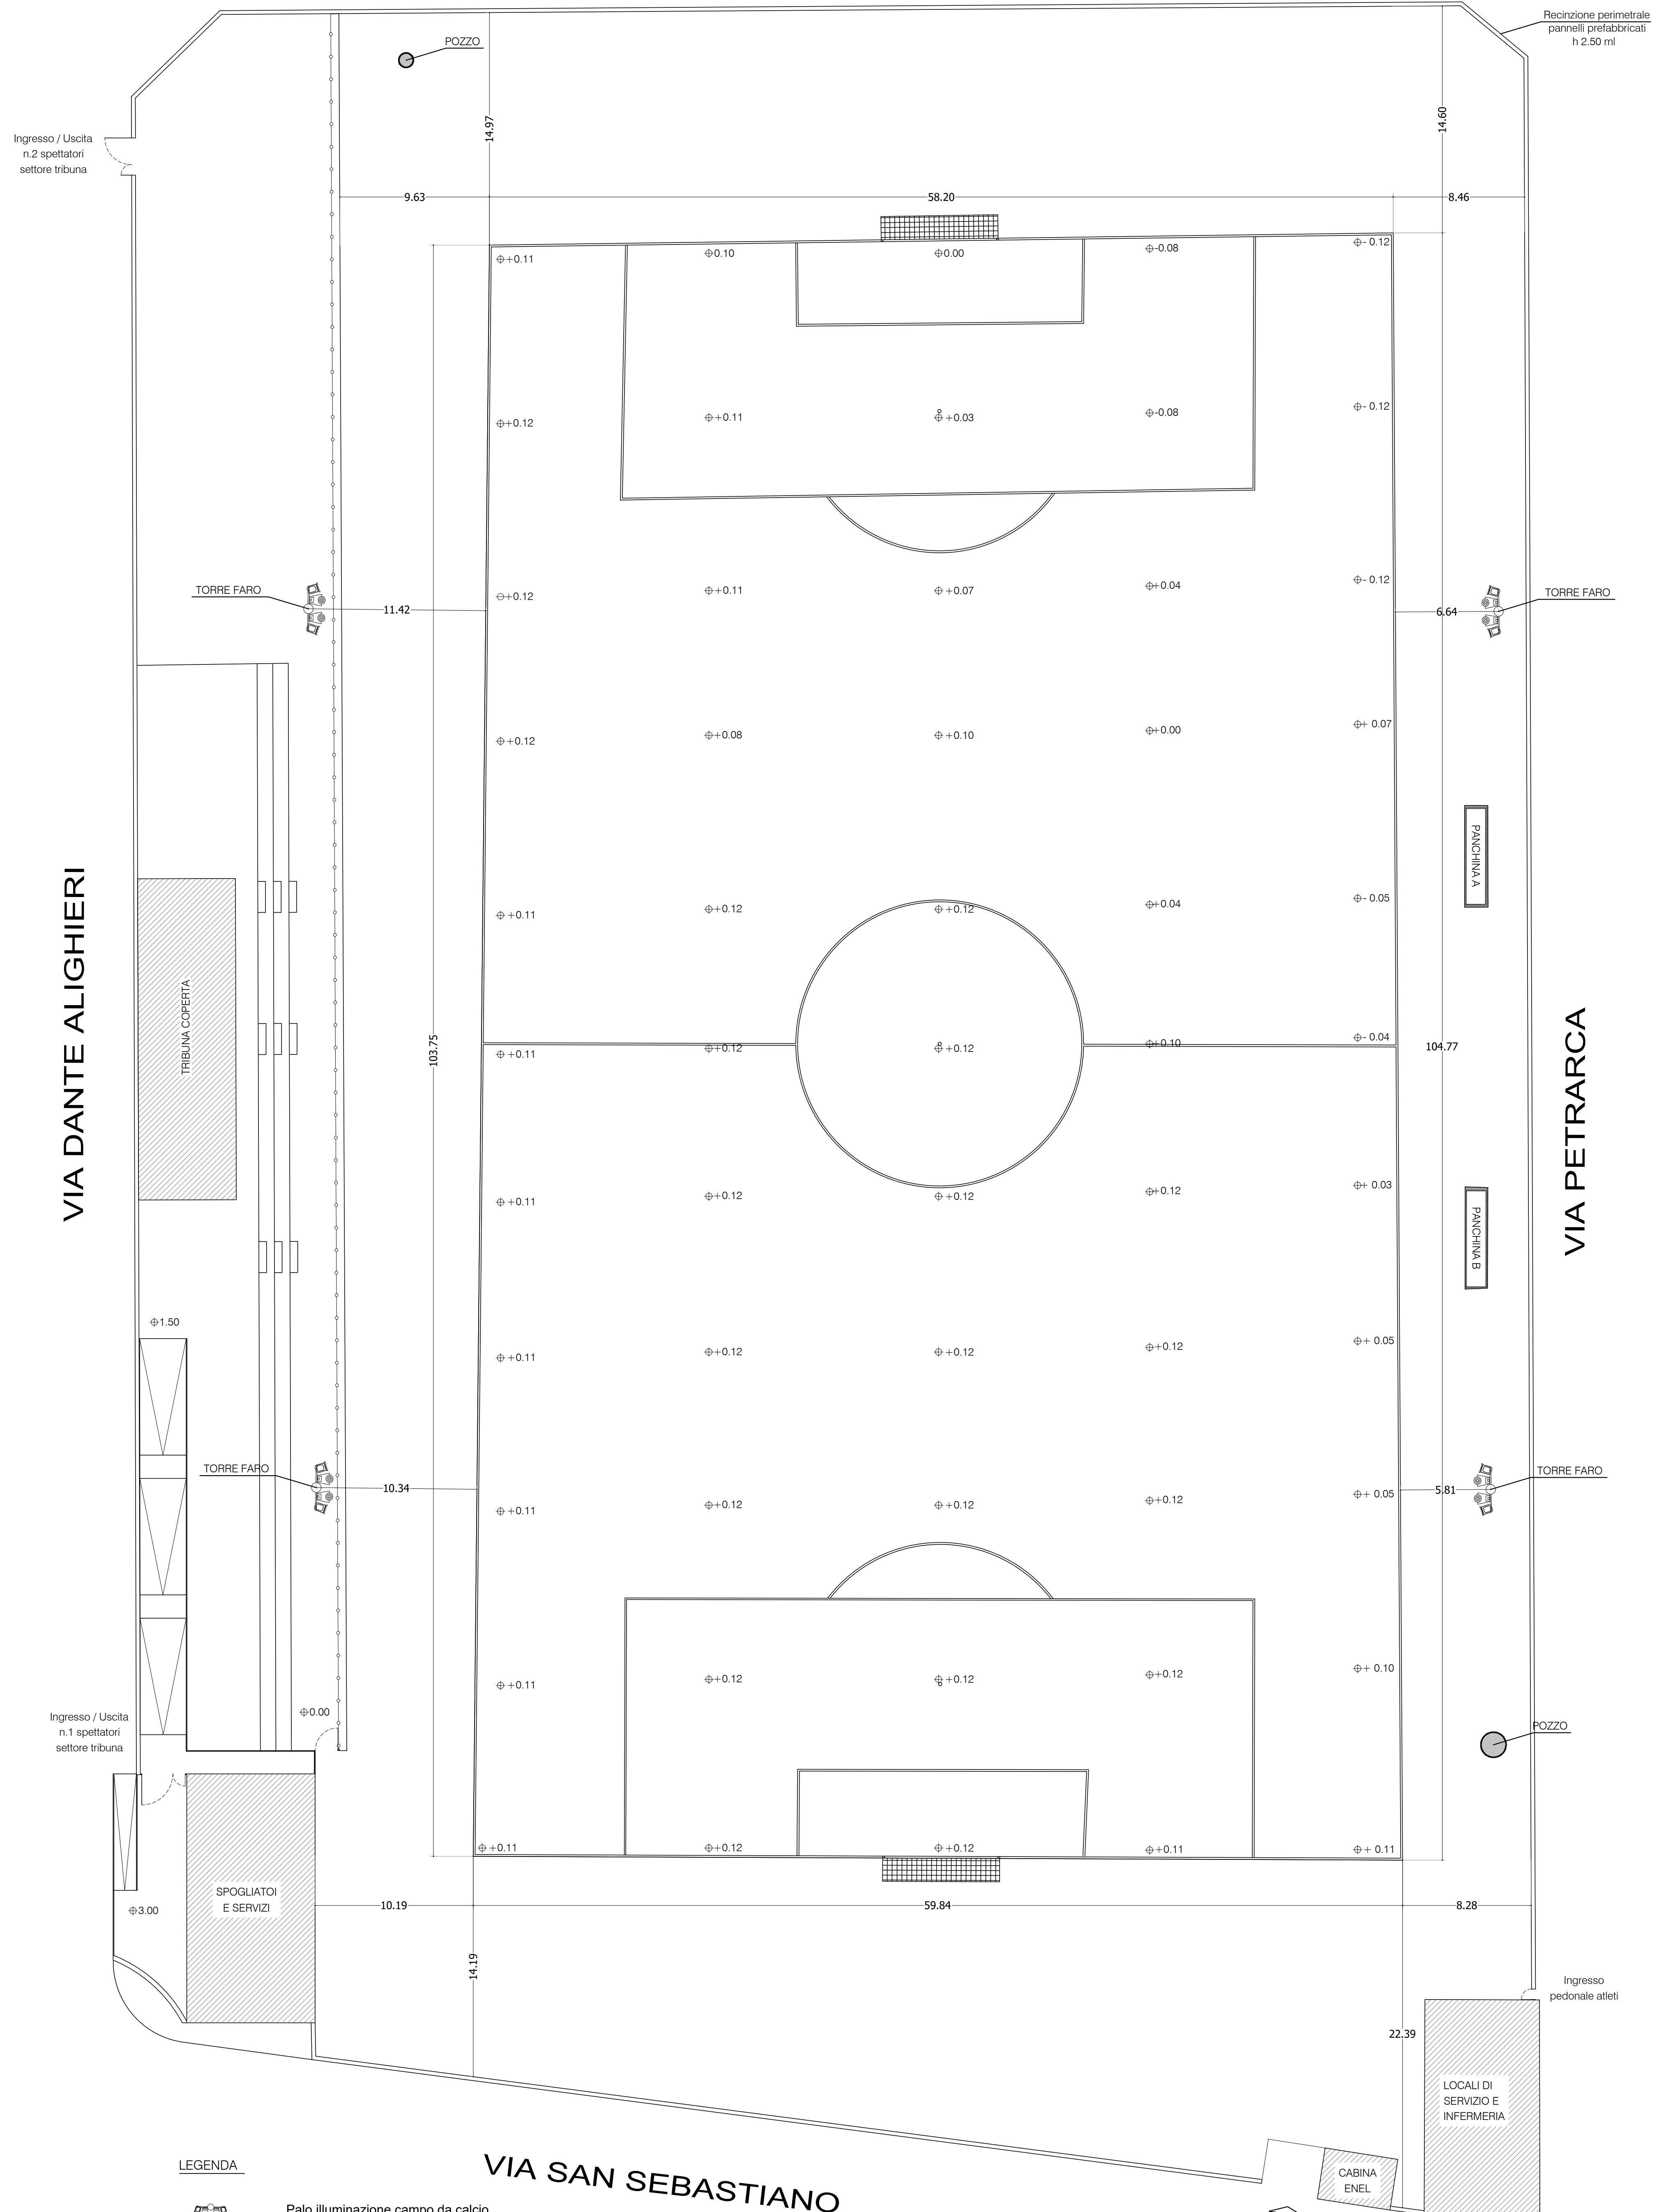 Recinzione perimetrale
pannelli prefabbricati
h 2.50 ml
POZZO
14.97
14.60
Ingresso / Uscita
n.2 spettatori
settore tribuna
9.63
58.20
8.46
+0.11
0.10
0.00
-0.08
- 0.12
+0.12
+0.11
+0.03
-0.08
- 0.12
TORRE FARO
11.42
+0.12
+0.11
+0.07
+0.04
- 0.12
6.64
TORRE FARO
+0.12
+0.08
+0.10
+0.00
+ 0.07
PANCHINA A
+0.11
+0.12
+0.12
+0.04
- 0.05
VIA DANTE ALIGHIERI
TRIBUNA COPERTA
103.75
+0.11
+0.12
+0.12
+0.10
- 0.04
104.77
VIA PETRARCA
+0.11
+0.12
+0.12
+0.12
+ 0.03
PANCHINA B
1.50
+0.11
+0.12
+0.12
+0.12
+ 0.05
TORRE FARO
10.34
+0.11
+0.12
+0.12
+0.12
+ 0.05
5.81
TORRE FARO
+0.11
+0.12
+0.12
+0.12
+ 0.10
0.00
Ingresso / Uscita
n.1 spettatori
settore tribuna
POZZO
+0.11
+0.12
+0.12
+0.11
+ 0.11
SPOGLIATOI
E SERVIZI
3.00
10.19
59.84
8.28
14.19
Ingresso
pedonale atleti
22.39
LOCALI DI
SERVIZIO E
INFERMERIA
LEGENDA
VIA SAN SEBASTIANO
CABINA
ENEL
Palo illuminazione campo da calcio